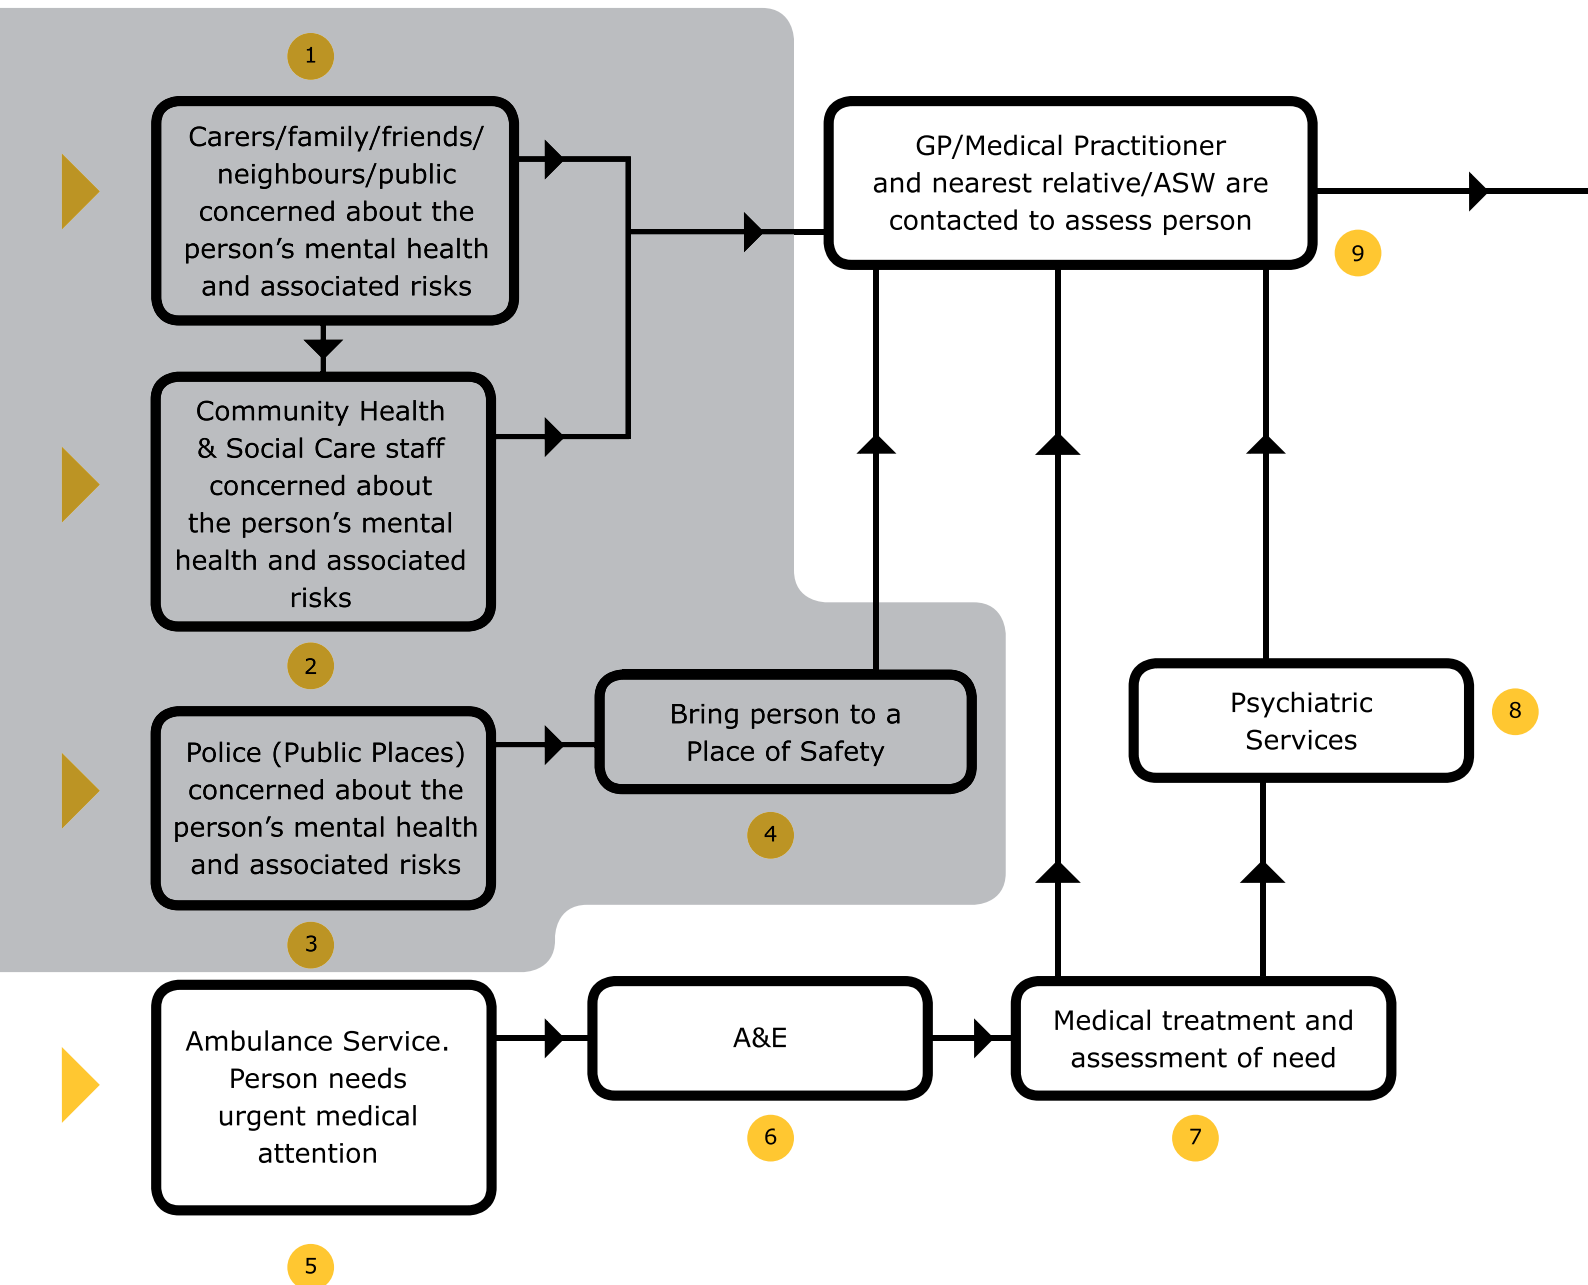 1
Carers/family/friends/
neighbours/public
concerned about the
person’s mental health
and associated risks
Community Health
& Social Care staff
concerned about
the person’s mental
health and associated
risks
2
Police (Public Places)
concerned about the
person’s mental health
and associated risks
3
Bring person to a
Place of Safety
4
Ambulance Service.
Person needs
urgent medical
attention
5
A&E
6
Medical treatment and
assessment of need
7
Psychiatric
Services
8
GP/Medical Practitioner
and nearest relative/ASW are
contacted to assess person
9